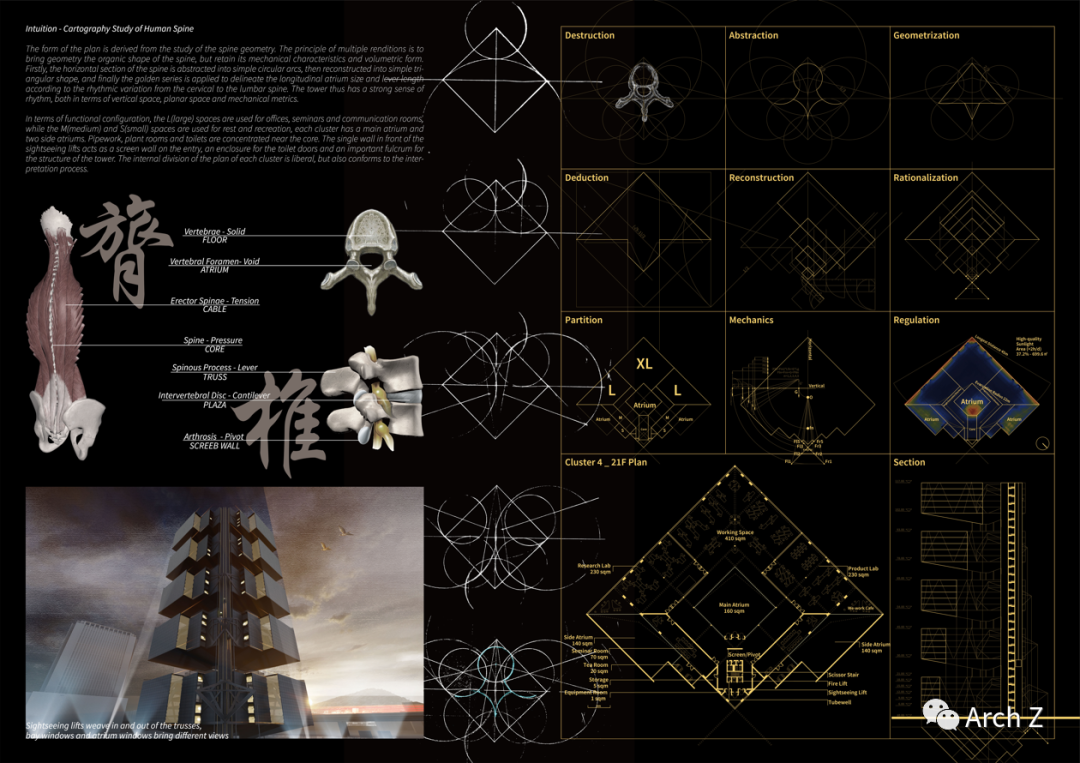 Intuition - Cartography Study of Human Spine
The form of the plan is derived from the study of the spine geometry. The principle of multiple renditions is to
bring geometry the organic shape of the spine, but retain its mechanical characteristics and volumetric form.
Firstly, the horizontal section of the spine is abstracted into simple circular arcs, then reconstructed into simple tri-
angular shape, and finally the golden series is applied to delineate the longitudinal atrium size and lever length
according to the rhythmic variation from the cervical to the lumbar spine. The tower thus has a strong sense of
rhythm, both in terms of vertical space, planar space and mechanical metrics.
In terms of functional configuration, the L(large) spaces are used for offices, seminars and communication rooms,
while the M(medium) and S(small) spaces are used for rest and recreation, each cluster has a main atrium and
two side atriums. Pipework, plant rooms and toilets are concentrated near the core. The single wall in front of the
sightseeing lifts acts as a screen wall on the entry, an enclosure for the toilet doors and an important fulcrum for
the structure of the tower. The internal division of the plan of each cluster is liberal, but also conforms to the inter-
pretation process.
膂
椎
Vertebrae - Solid
FLOOR
Vertebral Foramen- Void
ATRIUM
Erector Spinae - Tension
CABLE
Spine - Pressure
CORE
Spinous Process - Lever
TRUSS
Intervertebral Disc - Cantilever
PLAZA
Arthrosis - Pivot
SCREEB WALL
Sightseeing lifts weave in and out of the trusses,
bay windows and atrium windows bring different views
Destruction
Abstraction
Geometrization
Deduction
Reconstruction
Rationalization
Partition
XL
L
L
Atrium
Atrium
Atrium
Mechanics
Horizontal
Vertical
Regulation
High quality
Sunlight
Atrium
Atrium
Atrium
Cluster 4 _ 21F Plan
Working Space
410 sqm
Research Lab
230 sqm
Product Lab
230 sqm
Main Atrium
160 sqm
Side Atrium
140 sqm
Side Atrium
140 sqm
70 sqm
Tea Room
20 sqm
Storage
5 sqm
Equipment Room
1 sqm
Screen/Pivot
Scissor Stair
Fire Lift
Sightseeing Lift
Tubewell
Section
Arch Z